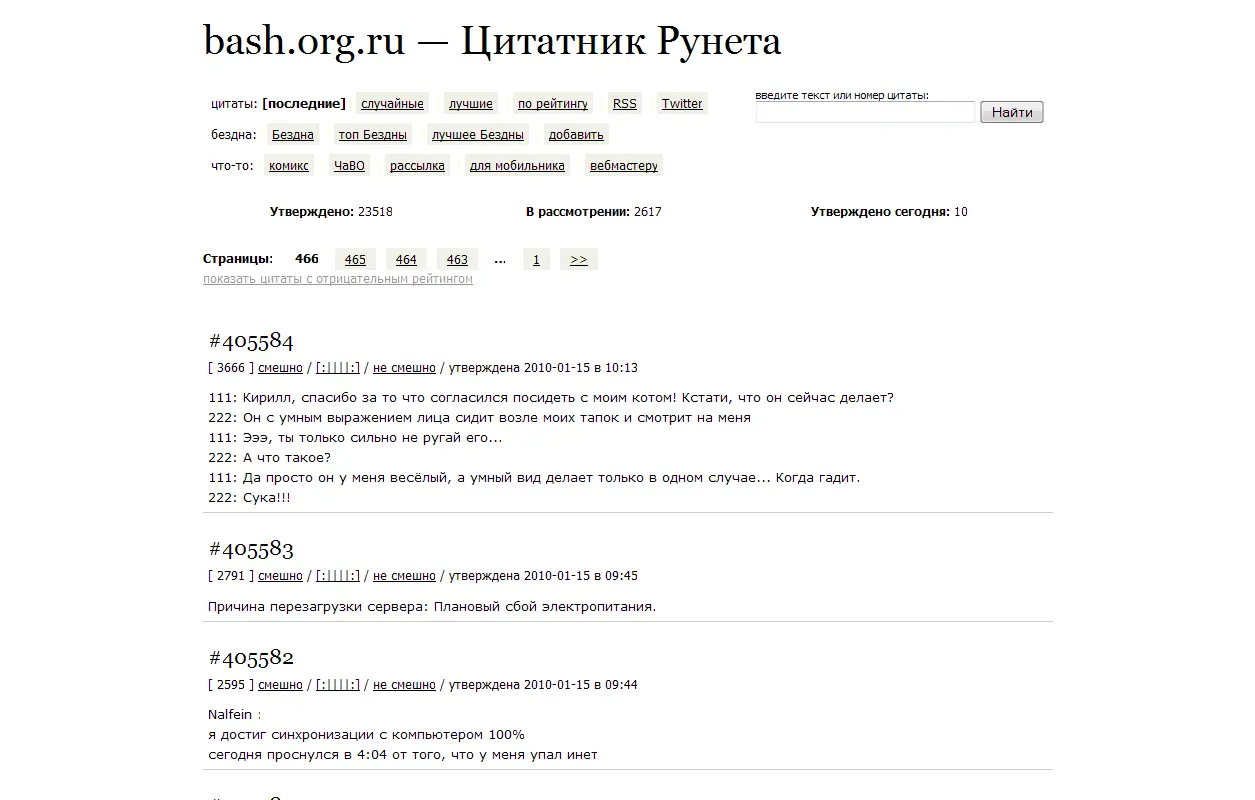 bash.org.ru — Цитатник Рунета
цитаты: [последние] случайные лучшие по рейтингу RSS Twitter
введите текст или номер цитаты:
Найти
бездна: Бездна топ Бездны лучшее Бездны добавить
что-то: комикс ЧаВО рассылка для мобильника вебмастеру
Утверждено: 23518 В рассмотрении: 2617 Утверждено сегодня: 10
Страницы: 466 465 464 463 ... 1 >>
показать цитаты с отрицательным рейтингом
#405584
[ 3666 ] смешно / [:||||:] / не смешно / утверждена 2010-01-15 в 10:13
111: Кирилл, спасибо за то что согласился посидеть с моим котом! Кстати, что он сейчас делает?
222: Он с умным выражением лица сидит возле моих тапок и смотрит на меня
111: Эээ, ты только сильно не ругай его...
222: А что такое?
111: Да просто он у меня весёлый, а умный вид делает только в одном случае... Когда гадит.
222: Сука!!!
#405583
[ 2791 ] смешно / [:||||:] / не смешно / утверждена 2010-01-15 в 09:45
Причина перезагрузки сервера: Плановый сбой электропитания.
#405582
[ 2595 ] смешно / [:||||:] / не смешно / утверждена 2010-01-15 в 09:44
Nalfein :
я достиг синхронизации с компьютером 100%
сегодня проснулся в 4:04 от того, что у меня упал инет